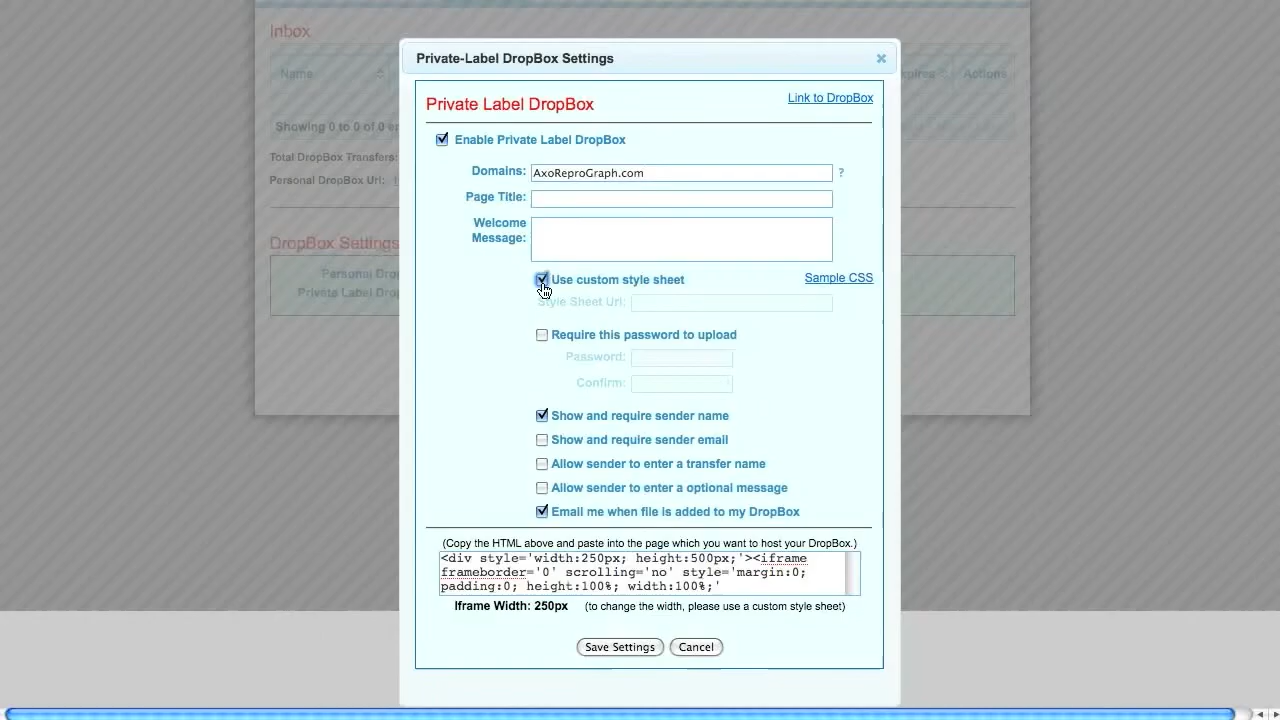 Inbox
Name
xpires
Actions
Showing 0 to 0 of 0 en
Total DropBox Transfers:
Personal DropBox Url:
DropBox Settings
Personal Drop
Private Label Drop
Private-Label DropBox Settings
Private Label DropBox
Link to DropBox
Enable Private Label DropBox
Domains: AxoReproGraph.com ?
Page Title:
Welcome
Message:
Use custom style sheet
Sample CSS
Style Sheet Url:
Require this password to upload
Password:
Confirm:
Show and require sender name
Show and require sender email
Allow sender to enter a transfer name
Allow sender to enter a optional message
Email me when file is added to my DropBox
(Copy the HTML above and paste into the page which you want to host your DropBox.)
<div style='width:250px; height:500px;'><iframe
frameborder='0' scrolling='no' style='margin:0;
padding:0; height:100%; width:100%;'
Iframe Width: 250px (to change the width, please use a custom style sheet)
Save Settings
Cancel